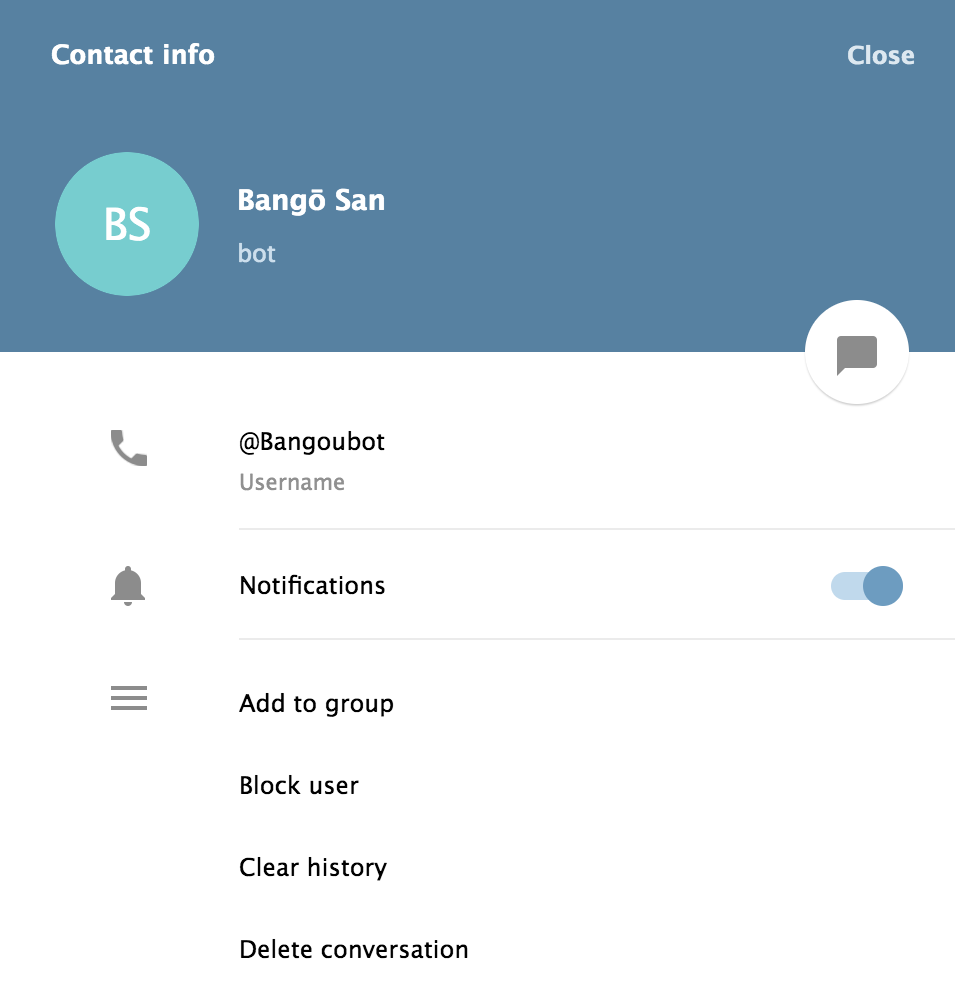 Contact info
Close
BS
Bangō San
bot
@Bangoubot
Username
Notifications
Add to group
Block user
Clear history
Delete conversation